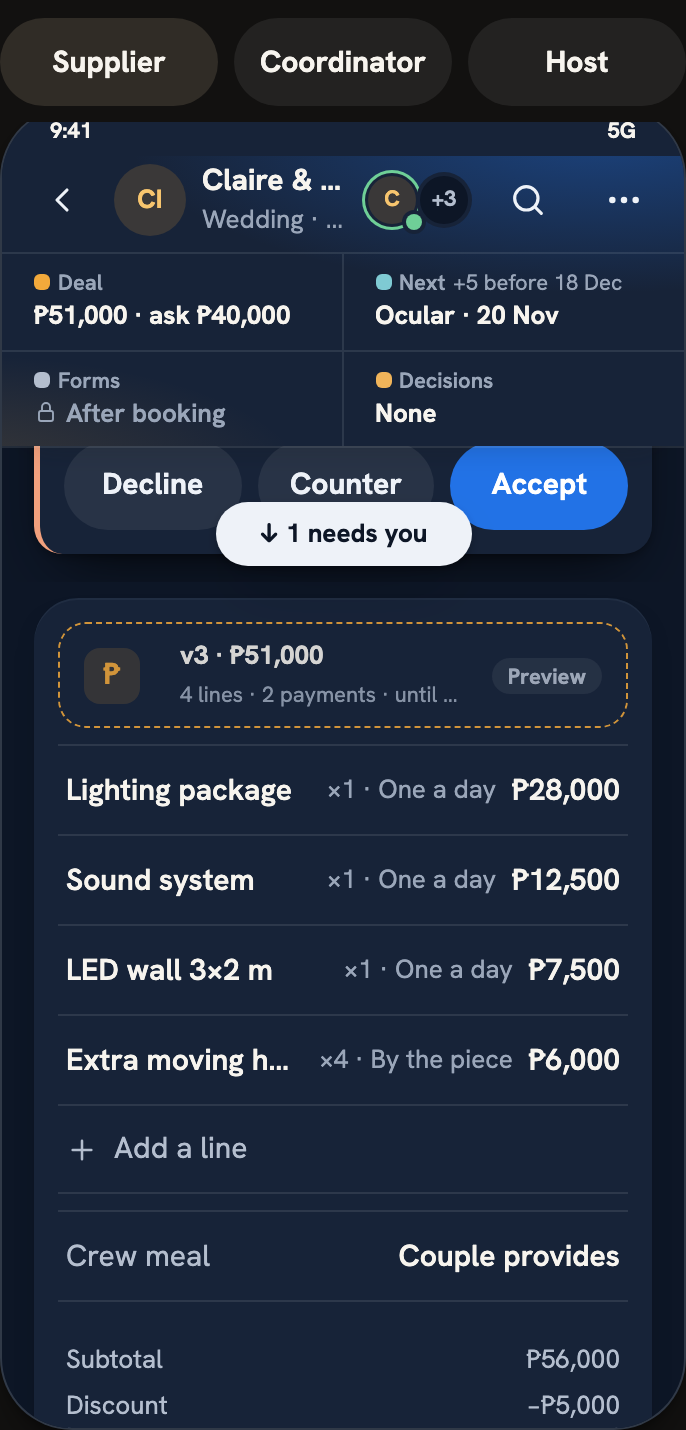 Supplier
Coordinator
Host
9:41
5G
CI
Claire & ...
Wedding · ...
C
+3
Deal
₱51,000 · ask ₱40,000
Next +5 before 18 Dec
Ocular · 20 Nov
Forms
After booking
Decisions
None
Decline
Counter
Accept
↓ 1 needs you
₱
v3 · ₱51,000
4 lines · 2 payments · until ...
Preview
Lighting package ×1 · One a day ₱28,000
Sound system ×1 · One a day ₱12,500
LED wall 3×2 m ×1 · One a day ₱7,500
Extra moving h... ×4 · By the piece ₱6,000
+ Add a line
Crew meal Couple provides
Subtotal ₱56,000
Discount −₱5,000